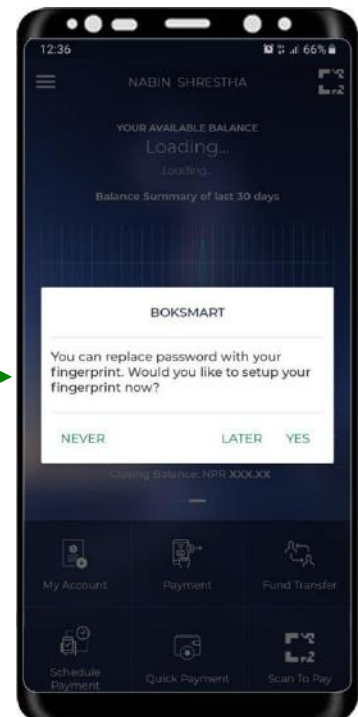 12:36
66%
NABIN SHRESTHA
YOUR AVAILABLE BALANCE
Loading...
Loading..
Balance Summary of last 30 days
BOKSMART
You can replace password with your
fingerprint. Would you like to setup your
fingerprint now?
NEVER LATER YES
Closing Balance: NPR XXX.XX
My Account Payment Fund Transfer
Schedule
Payment Quick Payment Scan To Pay